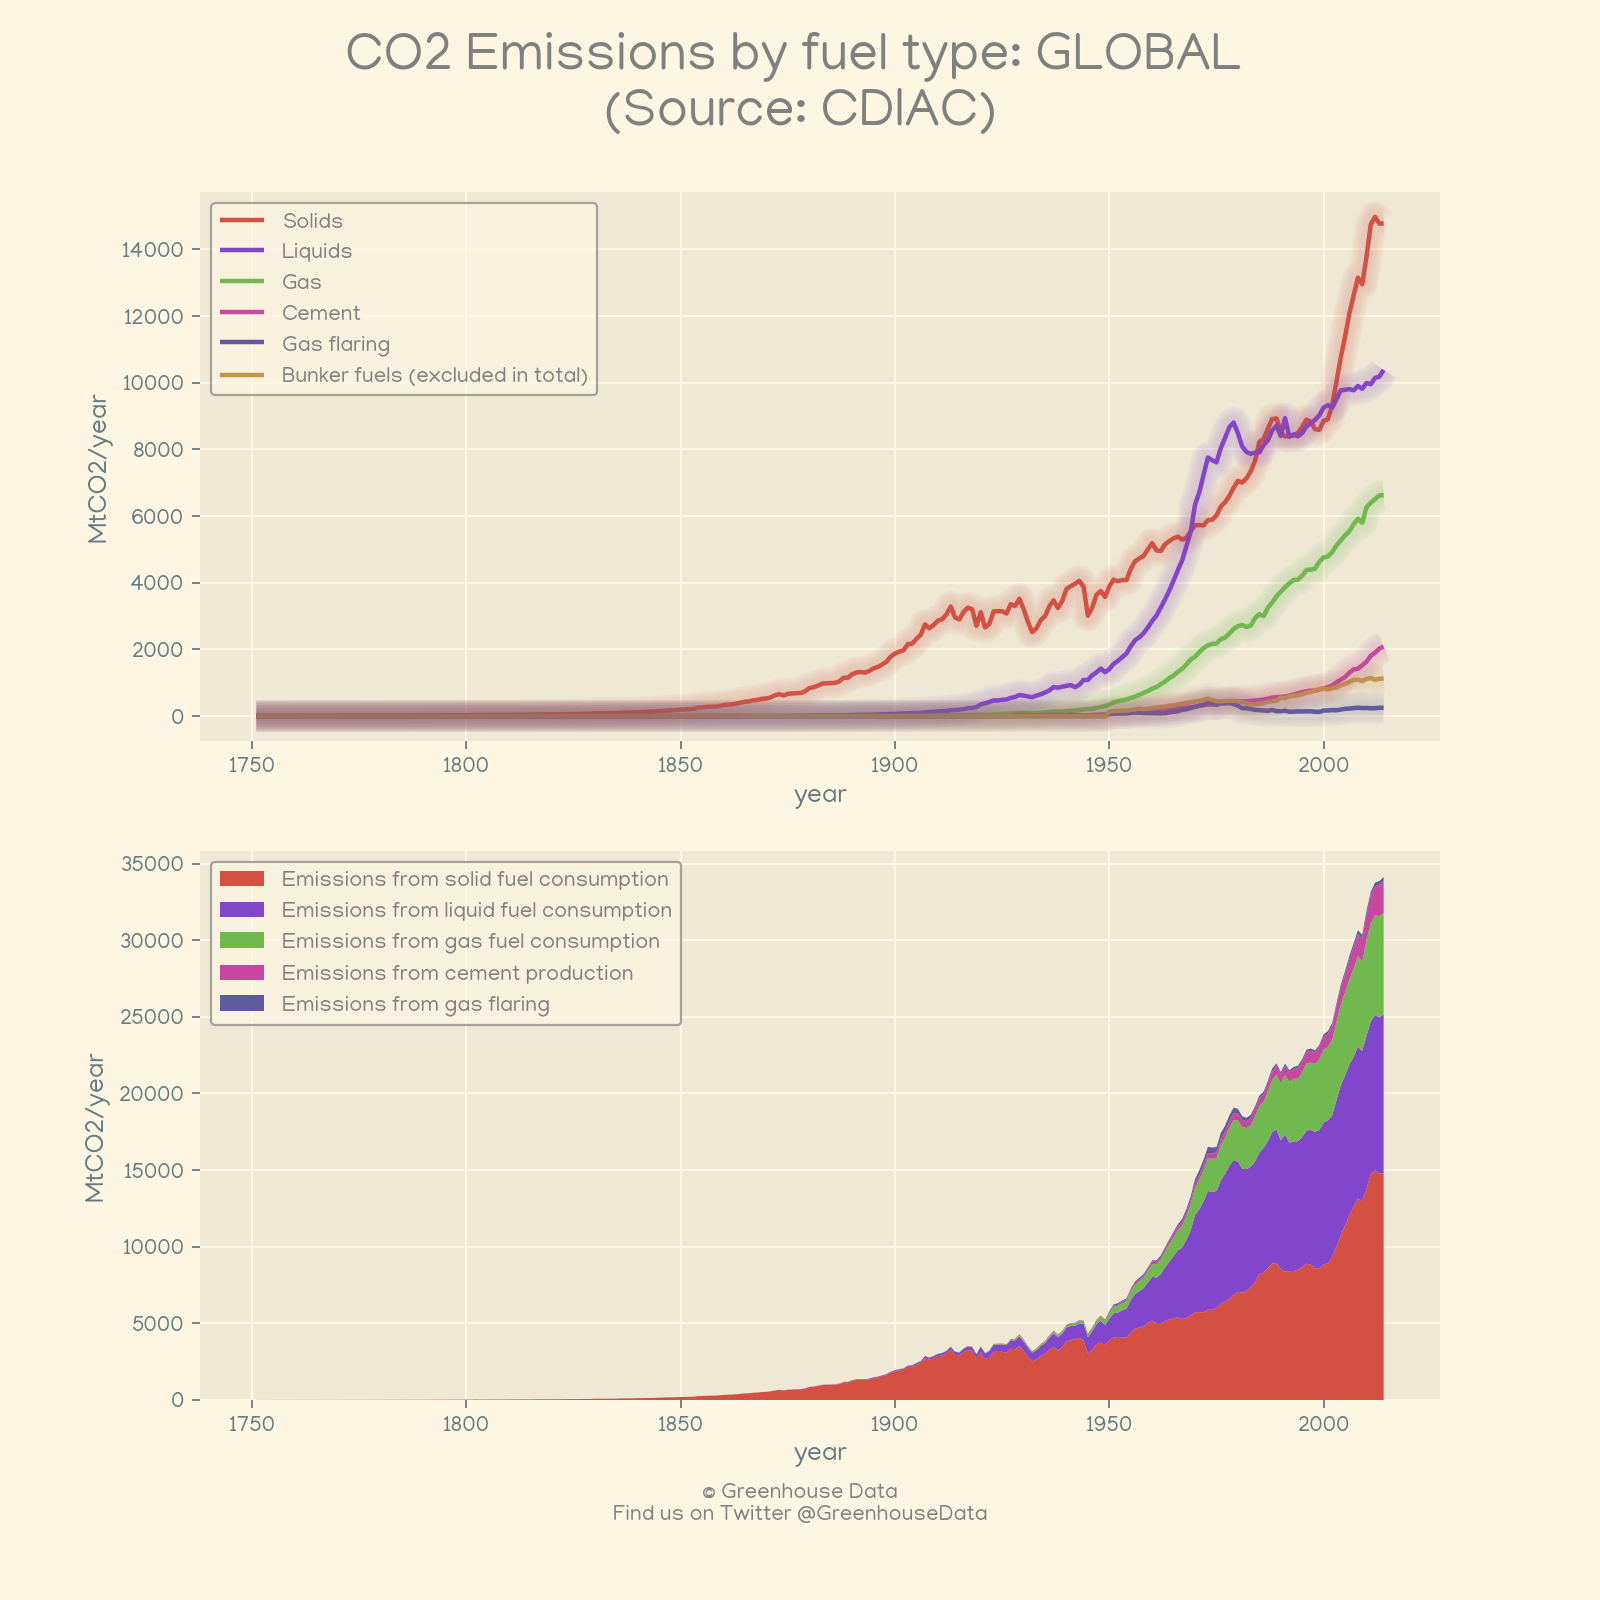 CO2 Emissions by fuel type: GLOBAL
(Source: CDIAC)
MtCO2/year
14000
12000
10000
8000
6000
4000
2000
0
Solids
Liquids
Gas
Cement
Gas flaring
Bunker fuels (excluded in total)
1750 1800 1850 1900 1950 2000
year
MtCO2/year
35000
30000
25000
20000
15000
10000
5000
0
Emissions from solid fuel consumption
Emissions from liquid fuel consumption
Emissions from gas fuel consumption
Emissions from cement production
Emissions from gas flaring
1750 1800 1850 1900 1950 2000
year
© Greenhouse Data
Find us on Twitter @GreenhouseData